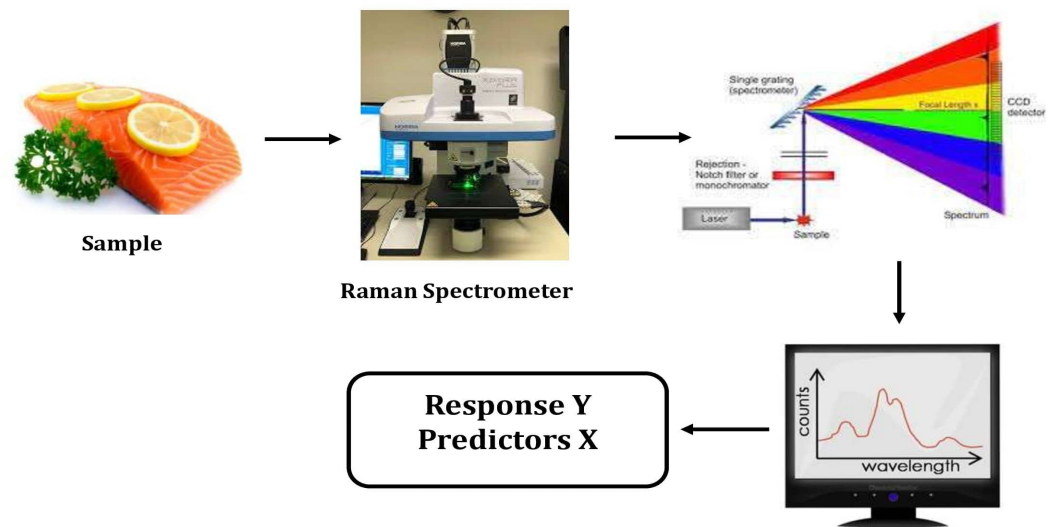 Sample
HORIBA
Raman Spectrometer
Single grating
(spectrometer)
Focal Length x
CCD
detector
Rejection -
Notch filter or
monochromator
Laser
Sample
Spectrum
counts
wavelength
Response Y
Predictors X